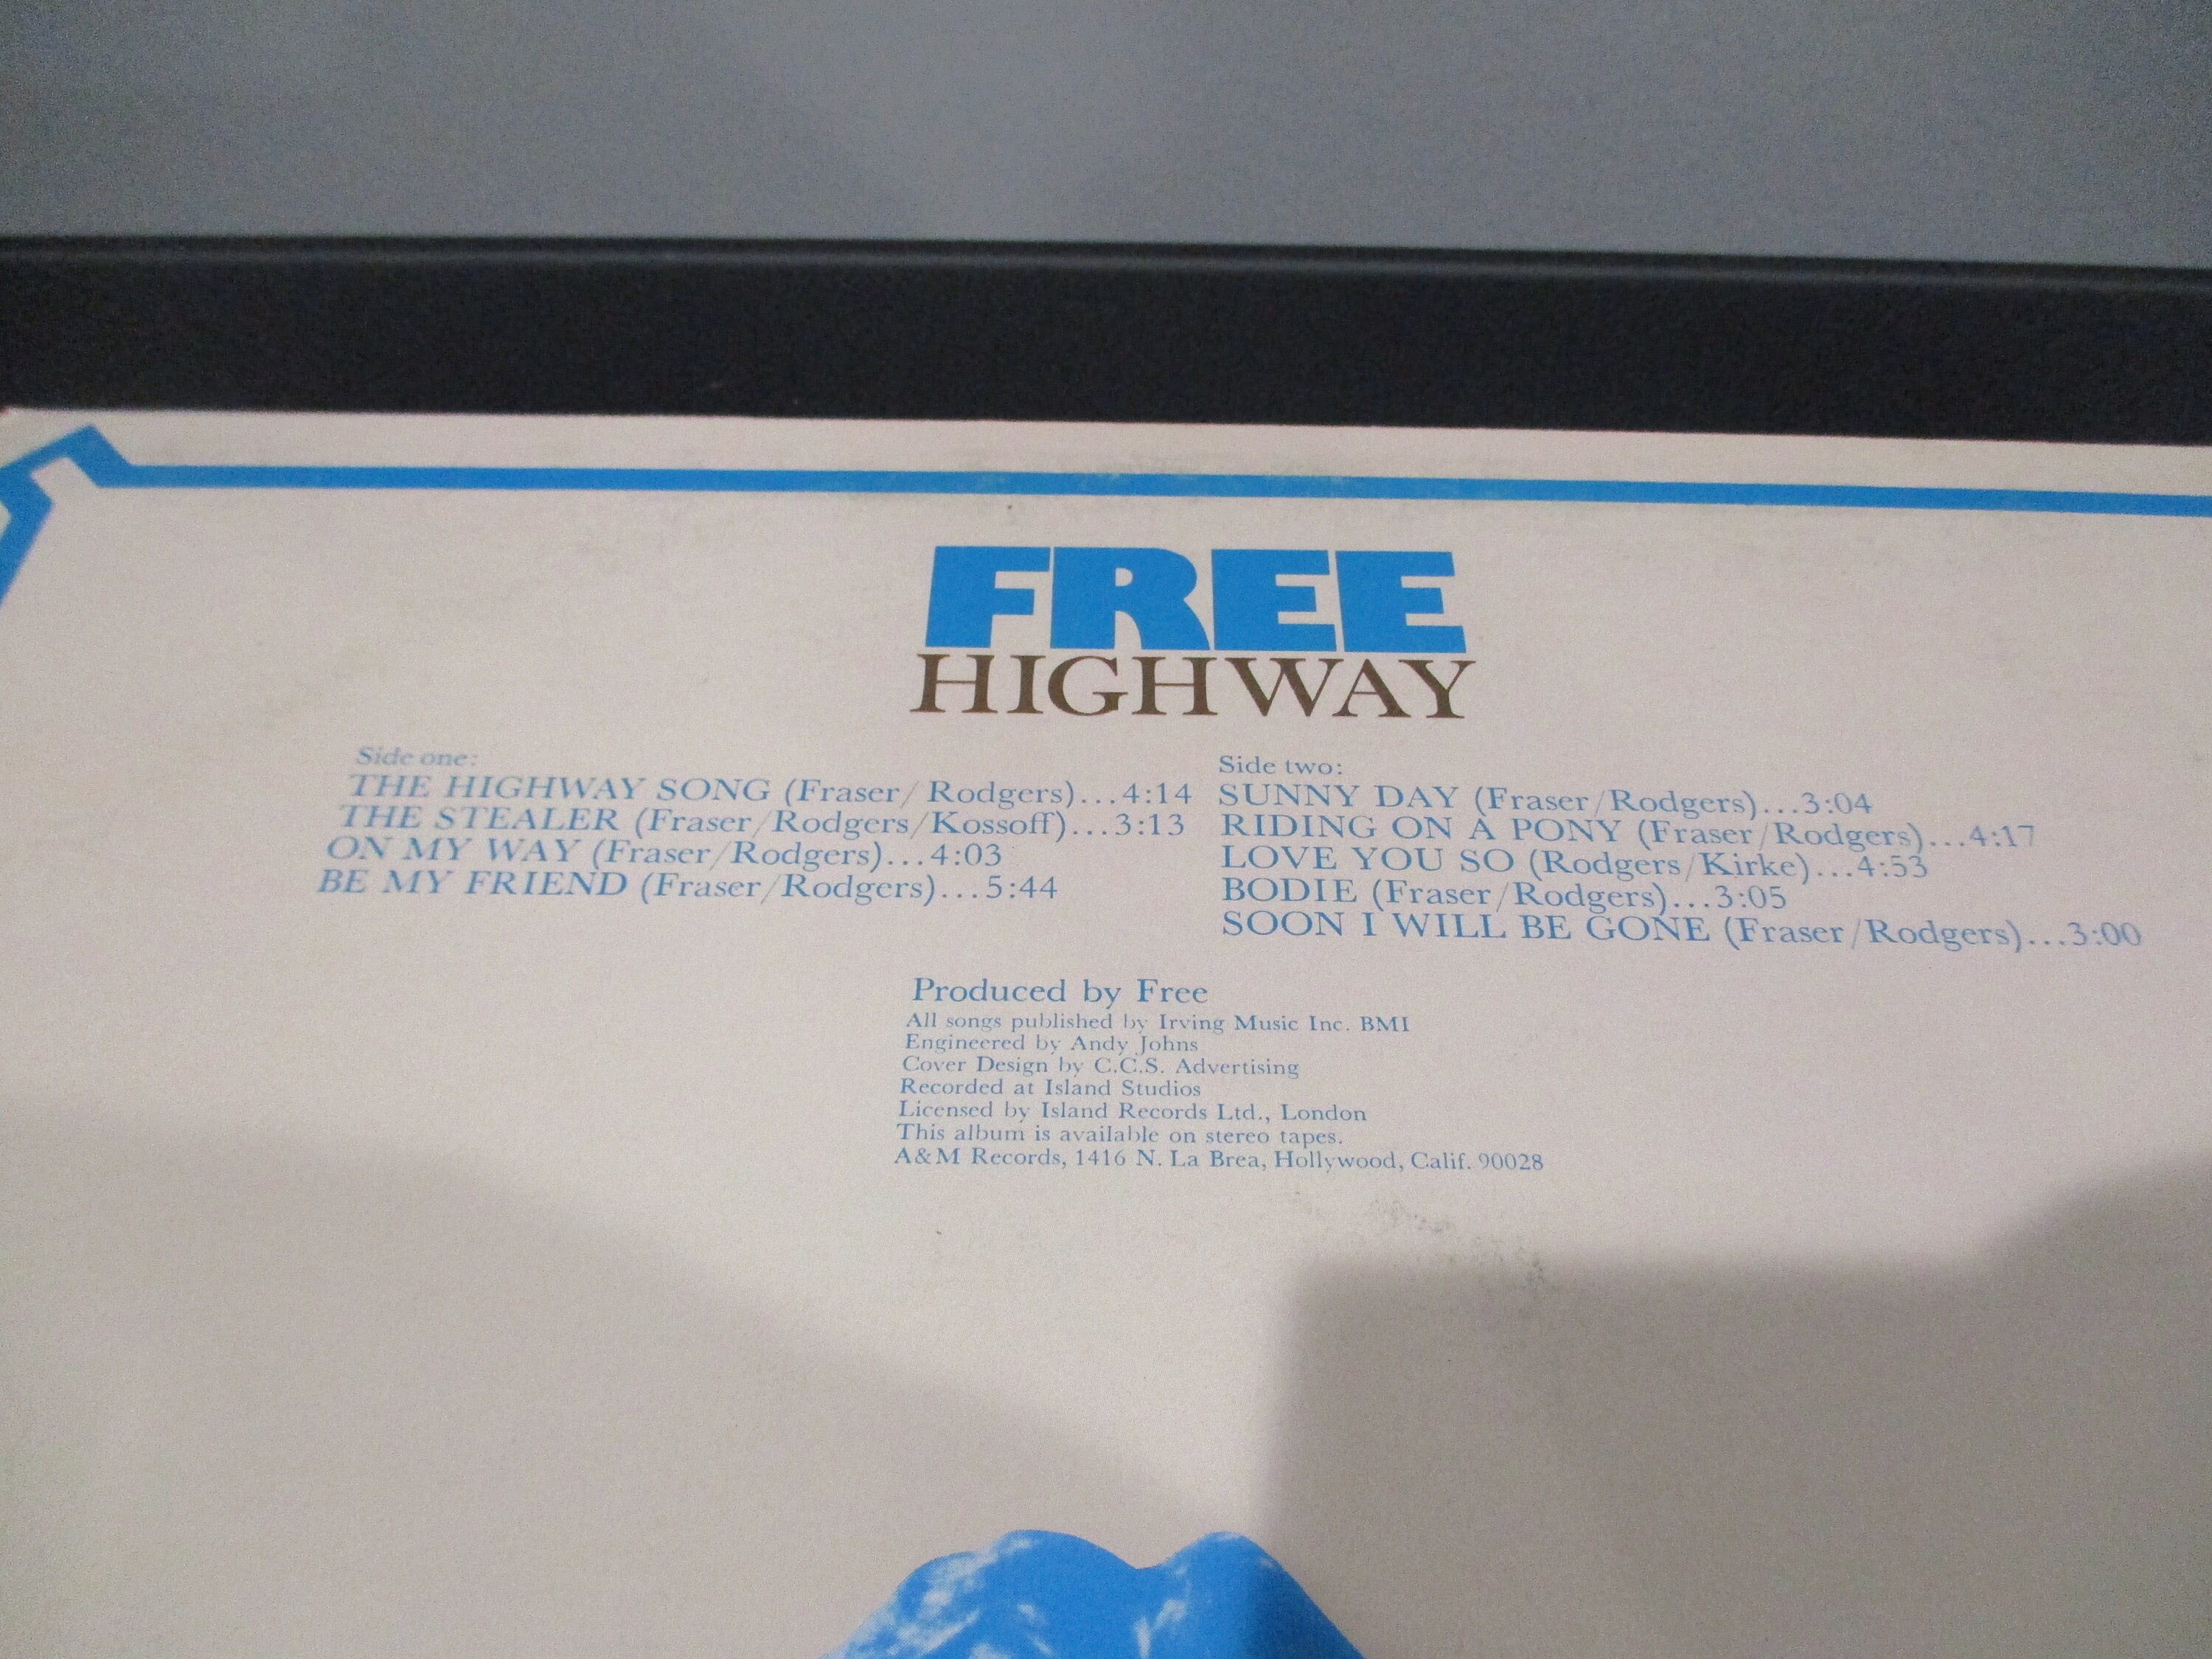 FREE
HIGHWAY
Side one:
THE HIGHWAY SONG (Fraser/ Rodgers)...4:14
THE STEALER (Fraser/Rodgers/Kossoff)...3:13
ON MY WAY (Fraser/Rodgers)...4:03
BE MY FRIEND (Fraser/Rodgers)...5:44
Side two:
SUNNY DAY (Fraser/Rodgers)...3:04
RIDING ON A PONY (Fraser/Rodgers)...4:17
LOVE YOU SO (Rodgers/Kirke)...4:53
BODIE (Fraser/Rodgers)...3:05
SOON I WILL BE GONE (Fraser/Rodgers)...3:00
Produced by Free
All songs published by Irving Music Inc. BMI
Engineered by Andy Johns
Cover Design by C.C.S. Advertising
Recorded at Island Studios
Licensed by Island Records Ltd., London
This album is available on stereo tapes.
A&M Records, 1416 N. La Brea, Hollywood, Calif. 90028